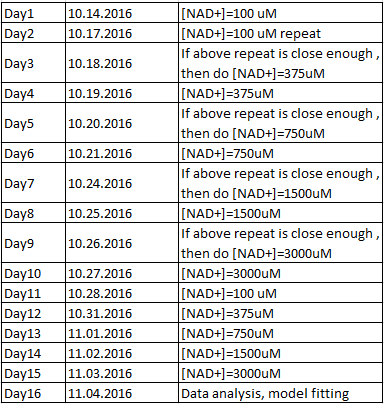 Day1 10.14.2016 [NAD+]=100 uM
Day2 10.17.2016 [NAD+]=100 uM repeat
Day3 10.18.2016 If above repeat is close enough ,
then do [NAD+]=375uM
Day4 10.19.2016 [NAD+]=375uM
Day5 10.20.2016 If above repeat is close enough ,
then do [NAD+]=750uM
Day6 10.21.2016 [NAD+]=750uM
Day7 10.24.2016 If above repeat is close enough ,
then do [NAD+]=1500uM
Day8 10.25.2016 [NAD+]=1500uM
Day9 10.26.2016 If above repeat is close enough ,
then do [NAD+]=3000uM
Day10 10.27.2016 [NAD+]=3000uM
Day11 10.28.2016 [NAD+]=100 uM
Day12 10.31.2016 [NAD+]=375uM
Day13 11.01.2016 [NAD+]=750uM
Day14 11.02.2016 [NAD+]=1500uM
Day15 11.03.2016 [NAD+]=3000uM
Day16 11.04.2016 Data analysis, model fitting